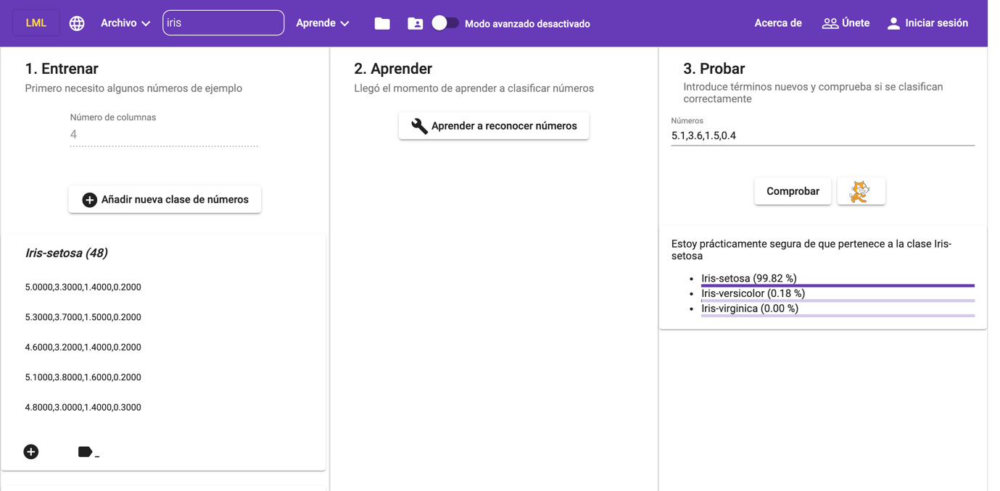 LML
Archivo
iris
Aprende
Modo avanzado desactivado
Acerca de
Únete
Iniciar sesión
1. Entrenar
Primero necesito algunos números de ejemplo
Número de columnas
4
Añadir nueva clase de números
Iris-setosa (48)
5.0000,3.3000,1.4000,0.2000
5.3000,3.7000,1.5000,0.2000
4.6000,3.2000,1.4000,0.2000
5.1000,3.8000,1.6000,0.2000
4.8000,3.0000,1.4000,0.3000
2. Aprender
Llegó el momento de aprender a clasificar números
Aprender a reconocer números
3. Probar
Introduce términos nuevos y comprueba si se clasifican
correctamente
Números
5.1,3.6,1.5,0.4
Comprobar
Estoy prácticamente segura de que pertenece a la clase Iris-
setosa
• Iris-setosa (99.82 %)
• Iris-versicolor (0.18 %)
• Iris-virginica (0.00 %)